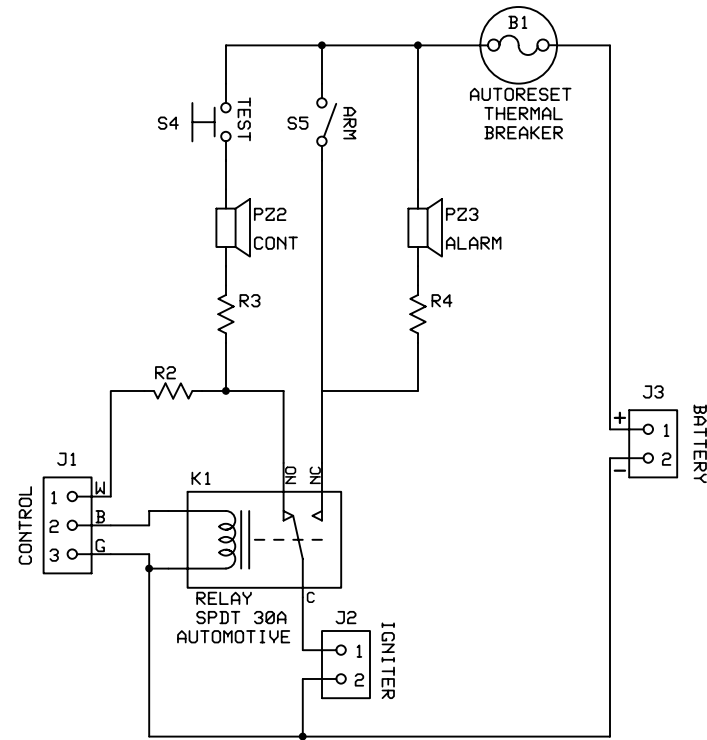 B1
AUTORESET
THERMAL
BREAKER
S4
TEST
S5
ARM
PZ2
CONT
PZ3
ALARM
R3
R4
R2
J3
BATTERY
+
1
2
−
J1
CONTROL
1
2
3
W
B
G
K1
NO
NC
C
RELAY
SPDT 30A
AUTOMOTIVE
J2
IGNITER
1
2